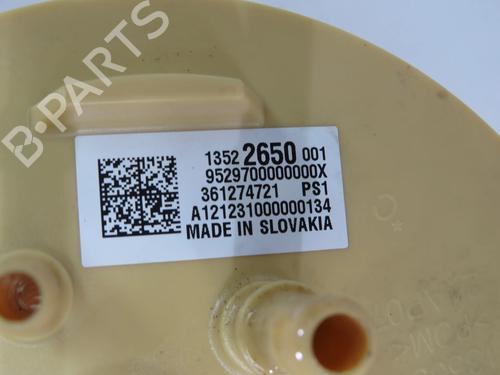 B-PARTS
1352 2650 001
9529700000000X
361274721 PS1
A121231000000134
MADE IN SLOVAKIA